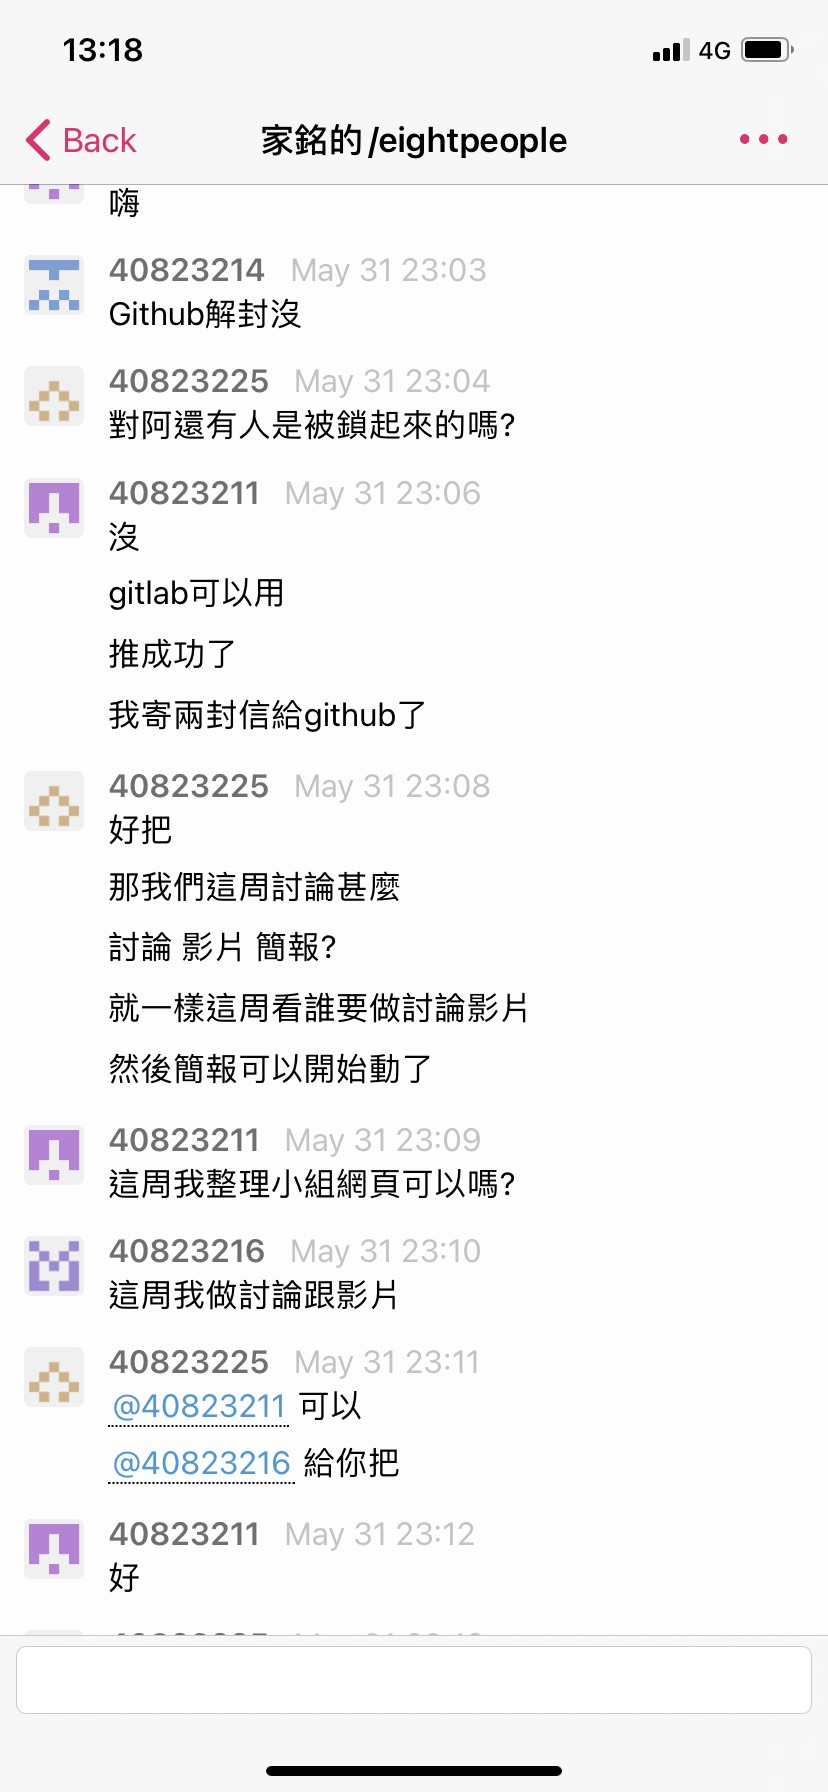 13:18
4G
Back
家銘的/eightpeople
嗨
40823214 May 31 23:03
Github解封沒
40823225 May 31 23:04
對阿還有人是被鎖起來的嗎?
40823211 May 31 23:06
沒
gitlab可以用
推成功了
我寄兩封信給github了
40823225 May 31 23:08
好把
那我們這周討論甚麼
討論 影片 簡報?
就一樣這周看誰要做討論影片
然後簡報可以開始動了
40823211 May 31 23:09
這周我整理小組網頁可以嗎?
40823216 May 31 23:10
這周我做討論跟影片
40823225 May 31 23:11
@40823211 可以
@40823216 給你把
40823211 May 31 23:12
好